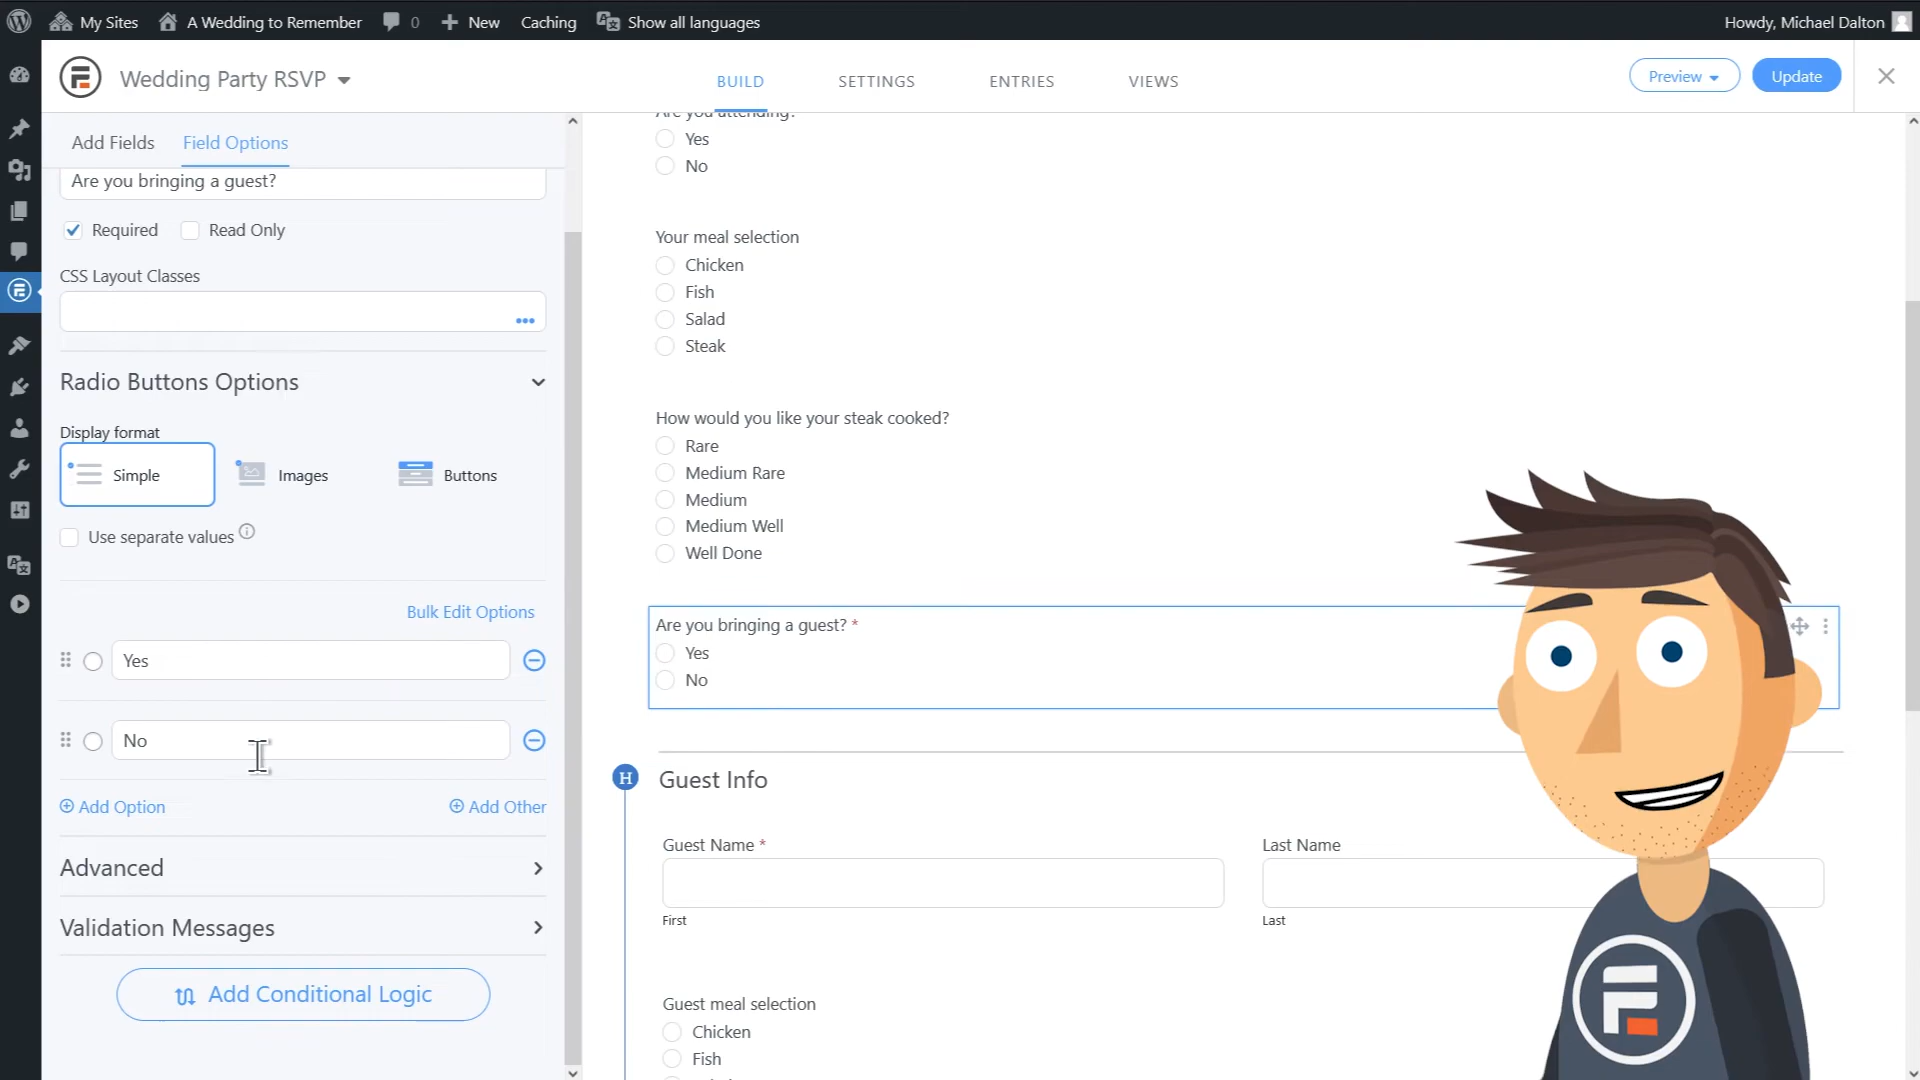 My Sites
A Wedding to Remember
0
New
Caching
Show all languages
Howdy, Michael Dalton
Wedding Party RSVP
BUILD
SETTINGS
ENTRIES
VIEWS
Preview
Update
Add Fields
Field Options
Are you bringing a guest?
Required
Read Only
CSS Layout Classes
Radio Buttons Options
Display format
Simple
Images
Buttons
Use separate values
Bulk Edit Options
Yes
No
Add Option
Add Other
Advanced
Validation Messages
Add Conditional Logic
Are you attending?
Yes
No
Your meal selection
Chicken
Fish
Salad
Steak
How would you like your steak cooked?
Rare
Medium Rare
Medium
Medium Well
Well Done
Are you bringing a guest? *
Yes
No
H
Guest Info
Guest Name *
Last Name
First
Last
Guest meal selection
Chicken
Fish